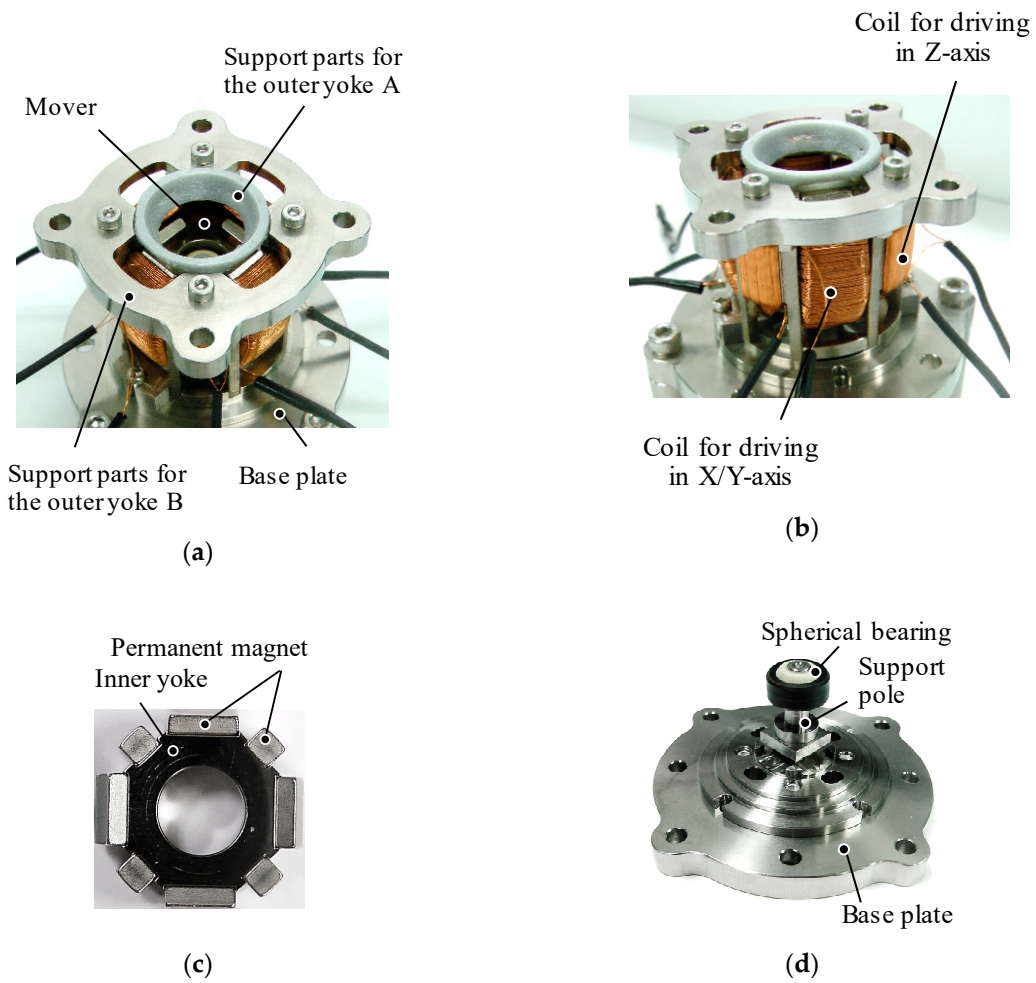 Support parts for
the outer yoke A
Mover
Support parts for
the outer yoke B
Base plate
(a)
Coil for driving
in Z-axis
Coil for driving
in X/Y-axis
(b)
Permanent magnet
Inner yoke
(c)
Spherical bearing
Support
pole
Base plate
(d)